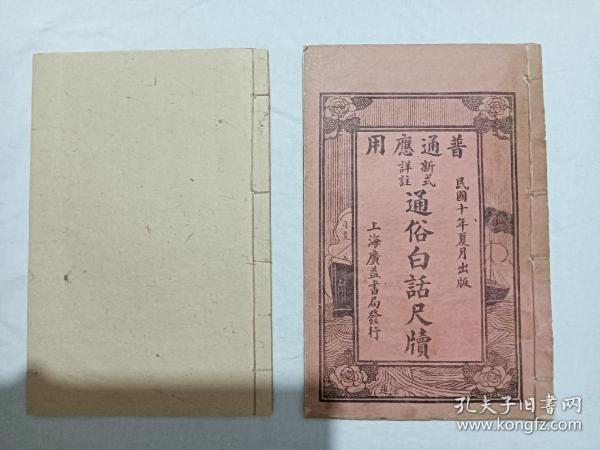 普通應用
民國十年夏月出版
新式
詳註
通俗白話尺牘
上海廣益書局發行
孔夫子旧书网
www.kongfz.com